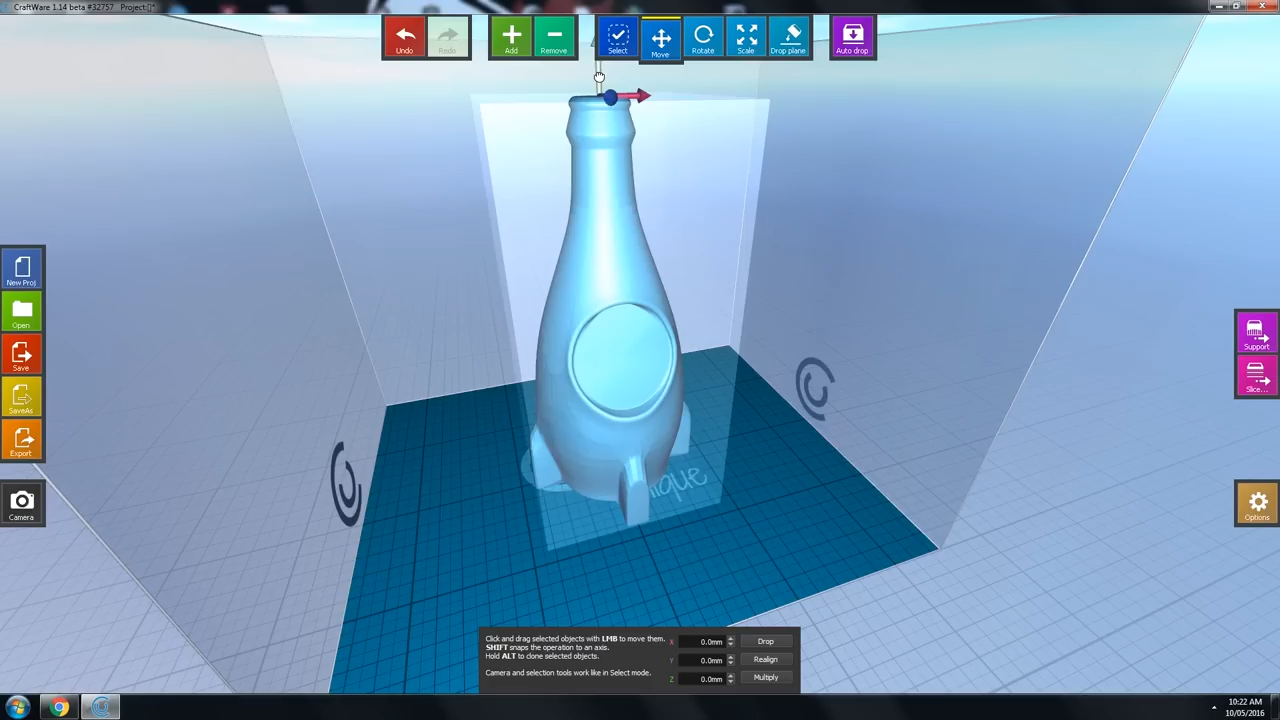 CraftWare 1.14 beta #32757 Project:[]*
Undo
Redo
Add
Remove
Select
Move
Rotate
Scale
Drop plane
Auto drop
New Proj
Open
Save
SaveAs
Export
Camera
Support
Slice...
Options
Click and drag selected objects with LMB to move them.
SHIFT snaps the operation to an axis.
Hold ALT to clone selected objects.
Camera and selection tools work like in Select mode.
X 0.0mm Drop
Y 0.0mm Realign
Z 0.0mm Multiply
10:22 AM
10/05/2016